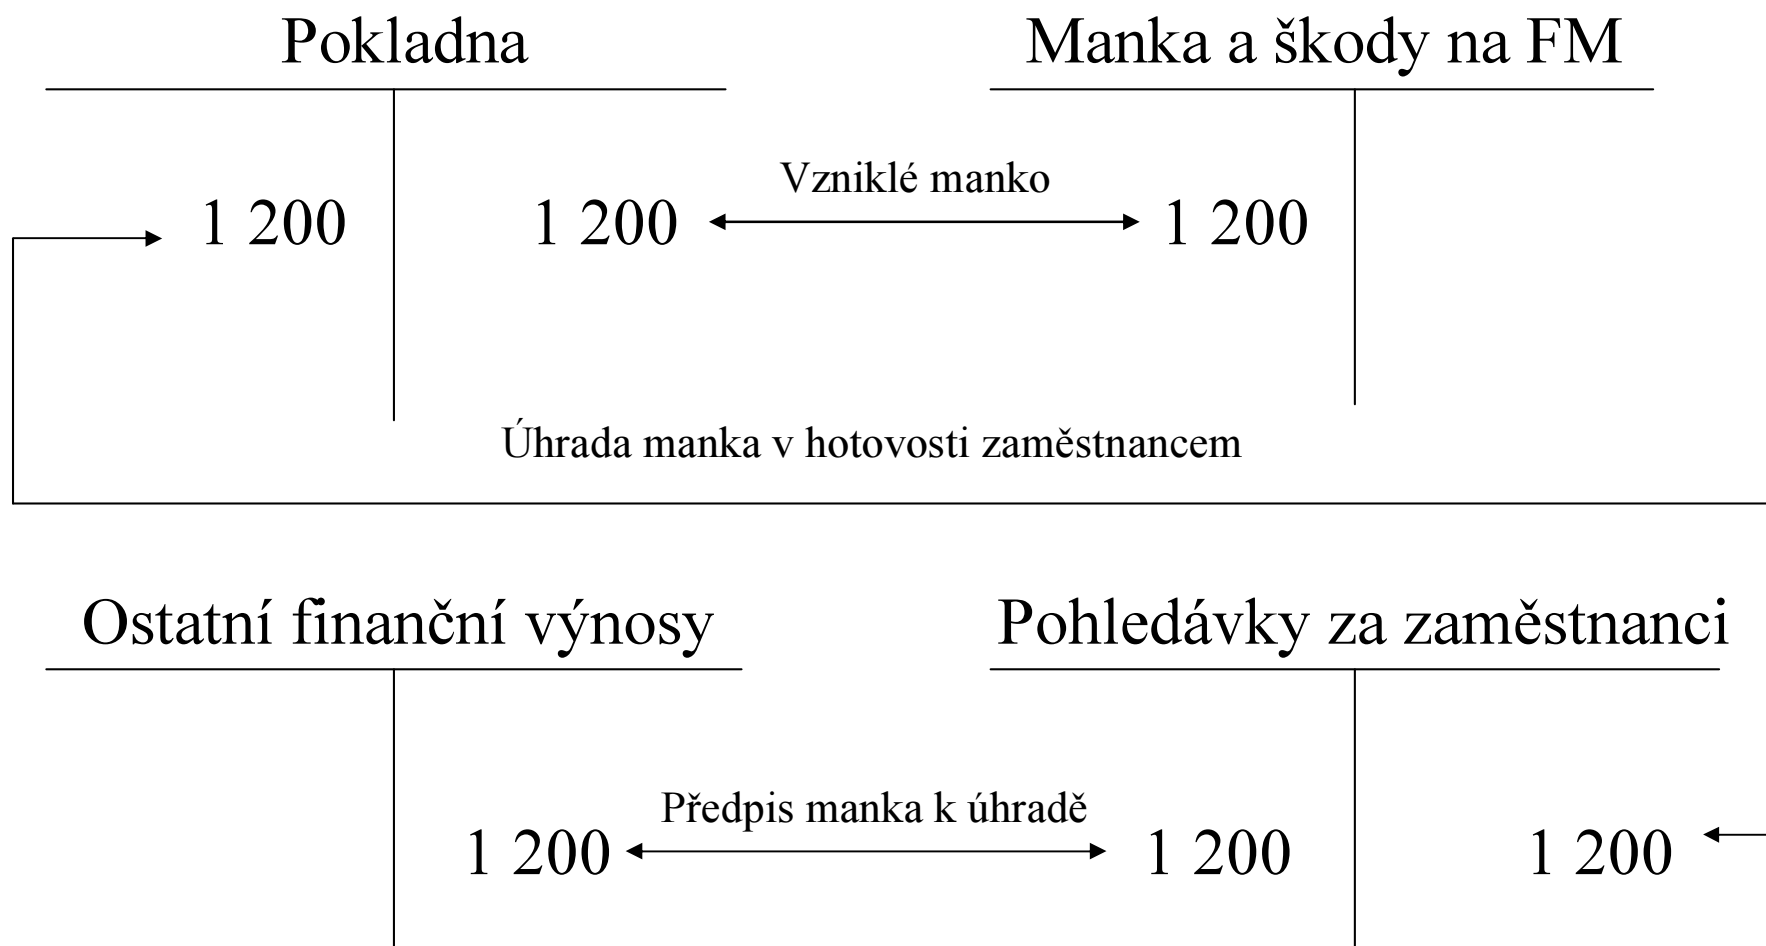 Pokladna
Manka a škody na FM
Vzniklé manko
1 200
1 200
1 200
Úhrada manka v hotovosti zaměstnancem
Ostatní finanční výnosy
Pohledávky za zaměstnanci
Předpis manka k úhradě
1 200
1 200
1 200